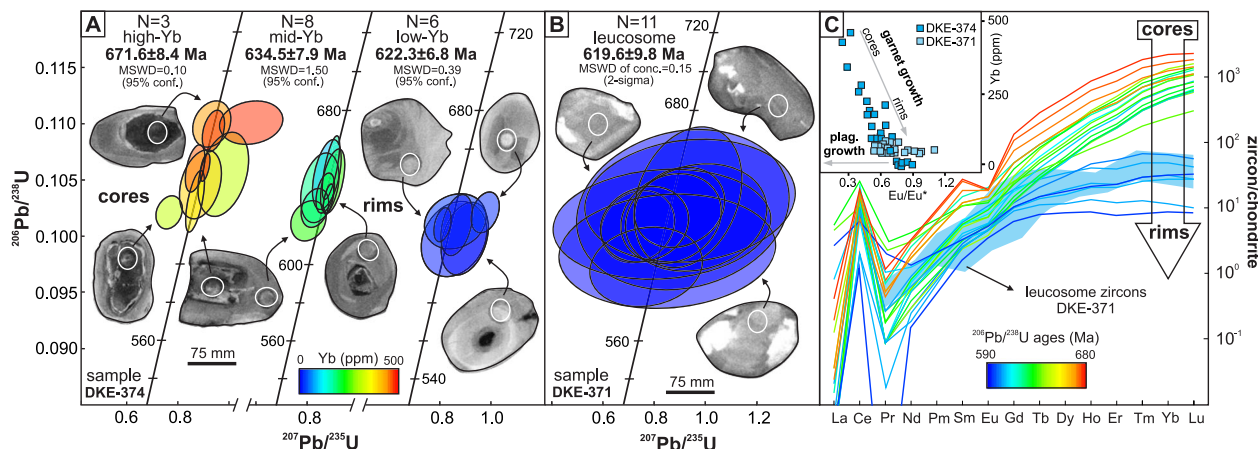 A
N=3
high-Yb
671.6±8.4 Ma
MSWD=0.10
(95% conf.)
N=8
mid-Yb
634.5±7.9 Ma
MSWD=1.50
(95% conf.)
N=6
low-Yb
622.3±6.8 Ma
MSWD=0.39
(95% conf.)
720
680
680
600
560
560
540
cores
rims
75 mm
0 Yb (ppm) 500
sample
DKE-374
²⁰⁶Pb/²³⁸U
0.115
0.110
0.105
0.100
0.095
0.090
0.6 0.8 0.8 0.8 1.0
²⁰⁷Pb/²³⁵U
B
N=11
leucosome
619.6±9.8 Ma
MSWD of conc.=0.15
(2-sigma)
720
680
560
75 mm
sample
DKE-371
0.6 0.8 1.0 1.2
²⁰⁷Pb/²³⁵U
C
DKE-374
DKE-371
cores
garnet growth
rims
plag.
growth
500
250
0
Yb (ppm)
0.3 0.6 0.9
Eu/Eu*
cores
rims
leucosome zircons
DKE-371
²⁰⁶Pb/²³⁸U ages (Ma)
590 680
10³
10²
10¹
10⁰
10⁻¹
zircon/chondrite
La Ce Pr Nd Pm Sm Eu Gd Tb Dy Ho Er Tm Yb Lu